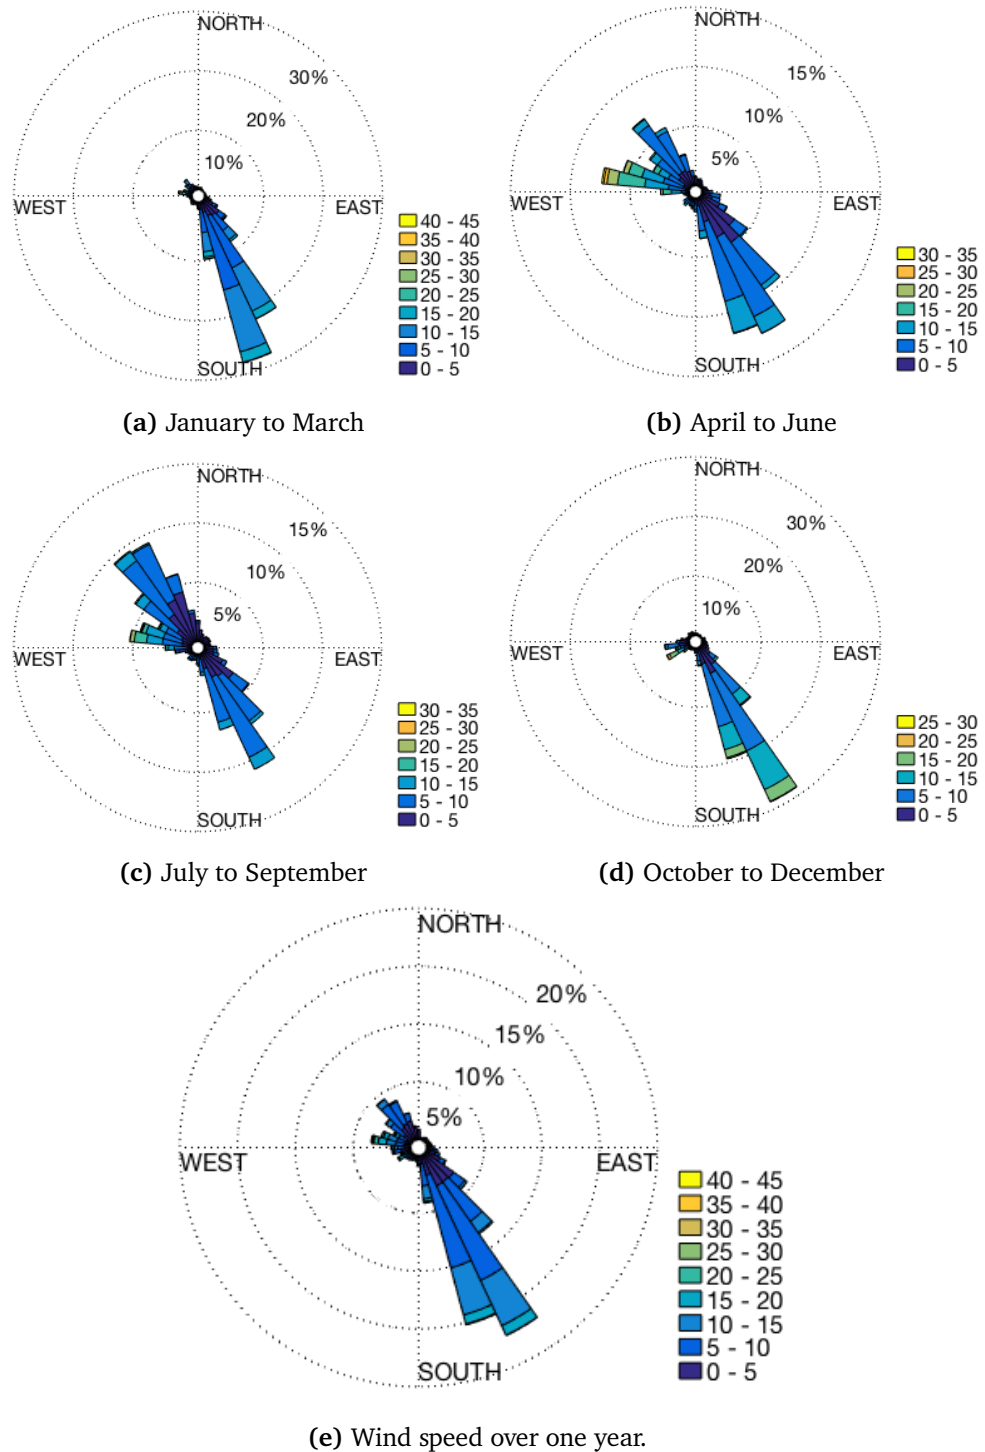 NORTH
30%
20%
10%
WEST
EAST
SOUTH
40 - 45
35 - 40
30 - 35
25 - 30
20 - 25
15 - 20
10 - 15
5 - 10
0 - 5
(a) January to March
NORTH
15%
10%
5%
WEST
EAST
SOUTH
30 - 35
25 - 30
20 - 25
15 - 20
10 - 15
5 - 10
0 - 5
(b) April to June
NORTH
15%
10%
5%
WEST
EAST
SOUTH
30 - 35
25 - 30
20 - 25
15 - 20
10 - 15
5 - 10
0 - 5
(c) July to September
NORTH
30%
20%
10%
WEST
EAST
SOUTH
25 - 30
20 - 25
15 - 20
10 - 15
5 - 10
0 - 5
(d) October to December
NORTH
20%
15%
10%
5%
WEST
EAST
SOUTH
40 - 45
35 - 40
30 - 35
25 - 30
20 - 25
15 - 20
10 - 15
5 - 10
0 - 5
(e) Wind speed over one year.